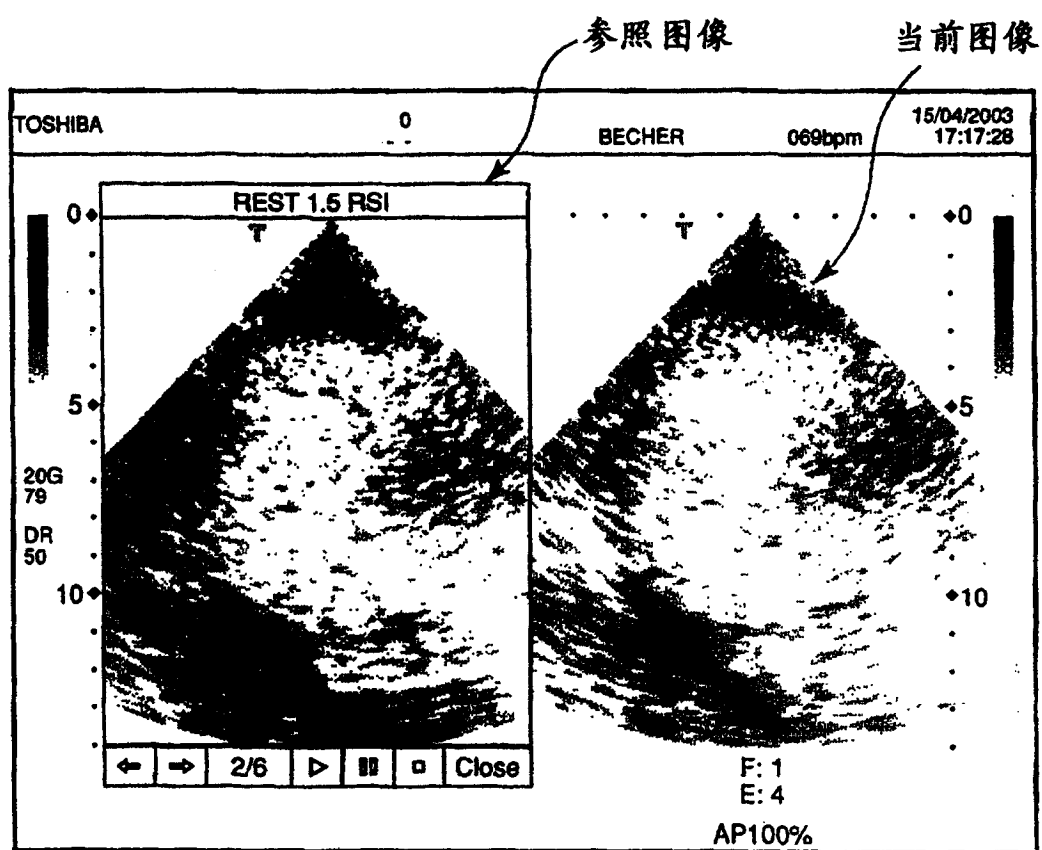 参照图像 当前图像
TOSHIBA 0 BECHER 069bpm 15/04/2003
- - 17:17:28
REST 1.5 RSI
T T
0 0
5 5
20G
79
DR
50
10 10
2/6 Close
F: 1
E: 4
AP100%